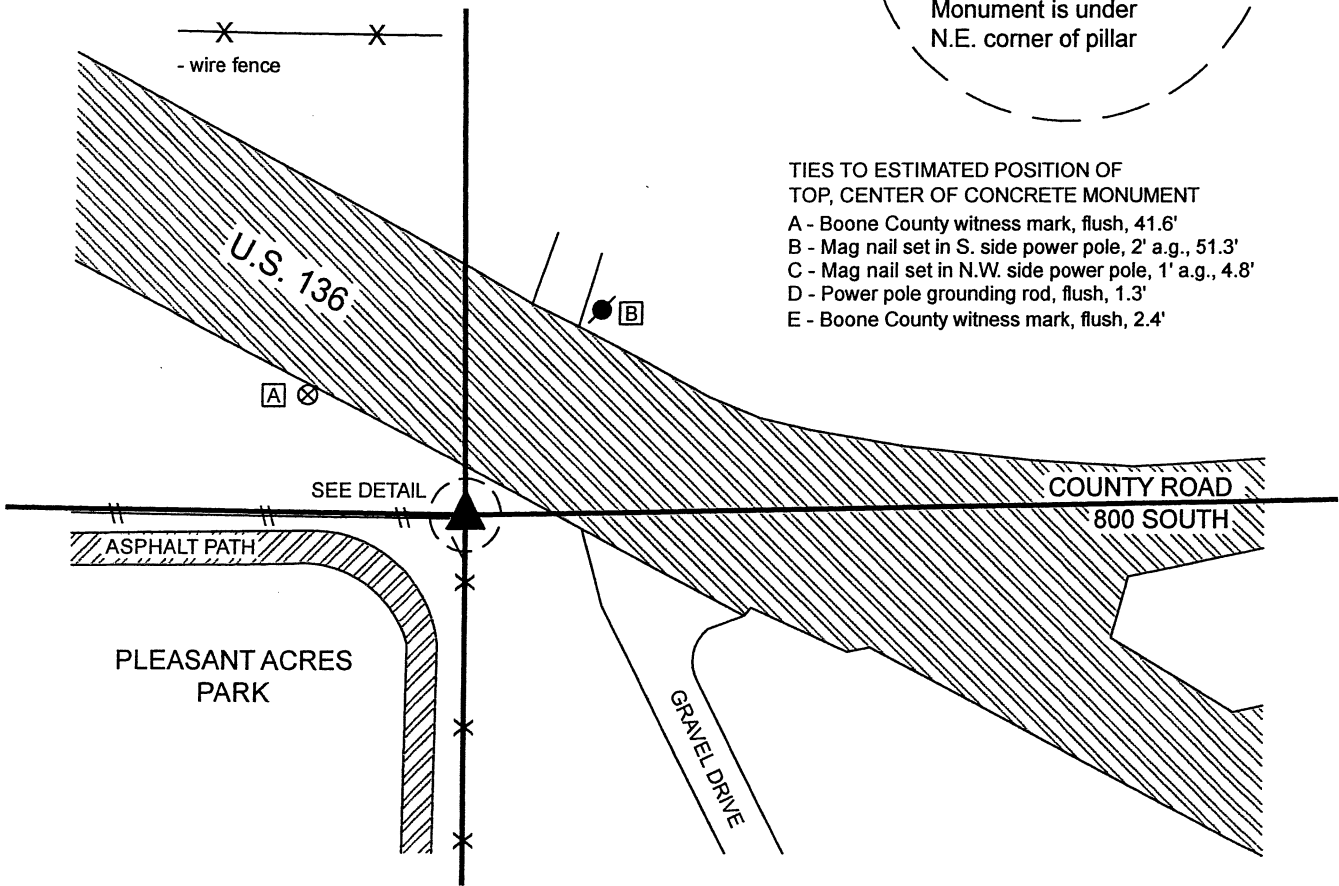 Monument is under
N.E. corner of pillar
X X
- wire fence
TIES TO ESTIMATED POSITION OF
TOP, CENTER OF CONCRETE MONUMENT
A - Boone County witness mark, flush, 41.6'
B - Mag nail set in S. side power pole, 2' a.g., 51.3'
C - Mag nail set in N.W. side power pole, 1' a.g., 4.8'
D - Power pole grounding rod, flush, 1.3'
E - Boone County witness mark, flush, 2.4'
U.S. 136
B
A
SEE DETAIL
COUNTY ROAD
800 SOUTH
ASPHALT PATH
PLEASANT ACRES
PARK
GRAVEL DRIVE